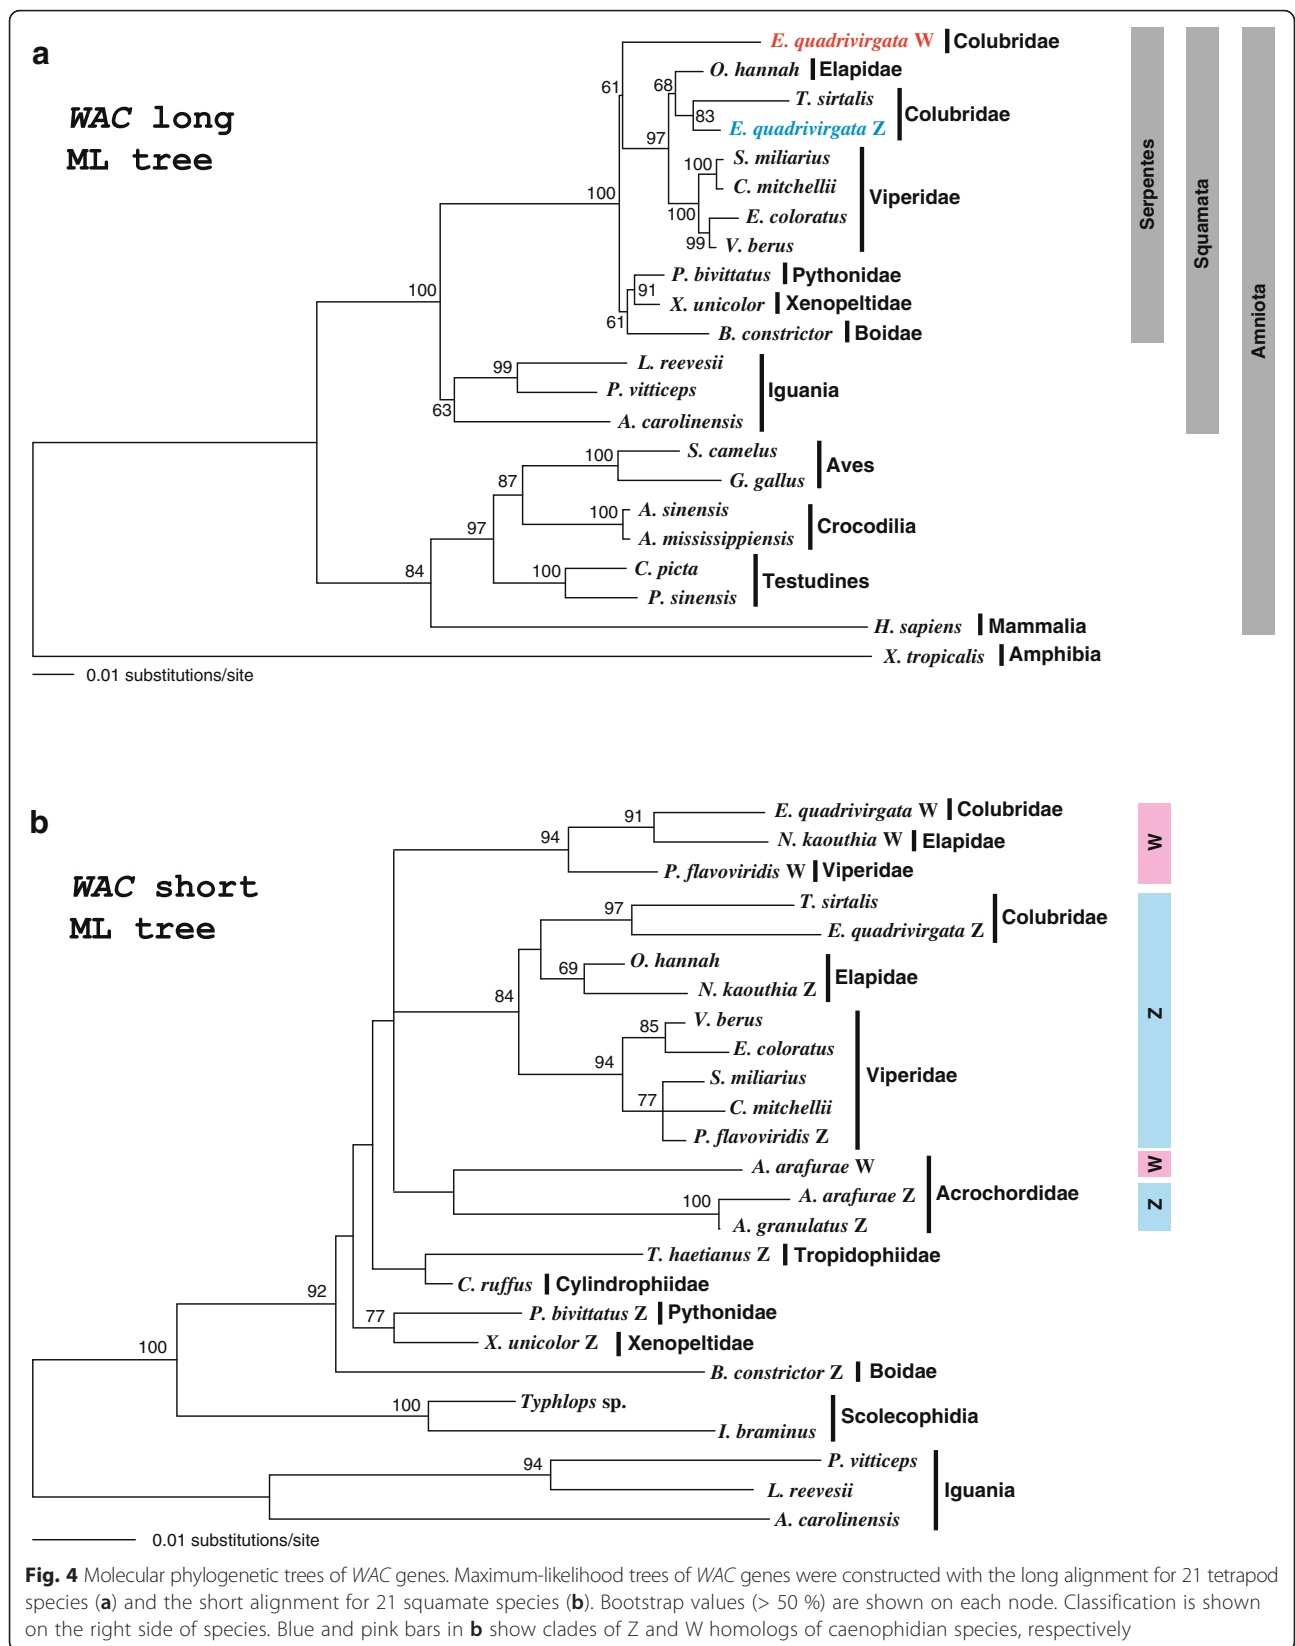 a
WAC long
ML tree
E. quadrivirgata W Colubridae
O. hannah Elapidae
68
61
T. sirtalis
83
Colubridae
E. quadrivirgata Z
97
S. miliarius
100
C. mitchellii
Viperidae
100
100
E. coloratus
99
V. berus
P. bivittatus Pythonidae
91
100
X. unicolor Xenopeltidae
61
B. constrictor Boidae
L. reevesii
99
P. vitticeps Iguania
63
A. carolinensis
S. camelus
100
Aves
87
G. gallus
A. sinensis
100
Crocodilia
97
A. mississippiensis
C. picta
84
100
Testudines
P. sinensis
H. sapiens Mammalia
X. tropicalis Amphibia
0.01 substitutions/site
Serpentes
Squamata
Amniota
b
WAC short
ML tree
E. quadrivirgata W Colubridae
91
94
N. kaouthia W Elapidae
P. flavoviridis W Viperidae
T. sirtalis
97
Colubridae
E. quadrivirgata Z
O. hannah
69
Elapidae
N. kaouthia Z
84
V. berus
85
E. coloratus
94
S. miliarius
Viperidae
77
C. mitchellii
P. flavoviridis Z
A. arafurae W
A. arafurae Z
Acrochordidae
100
A. granulatus Z
T. haetianus Z Tropidophiidae
C. ruffus Cylindrophiidae
92
P. bivittatus Z Pythonidae
77
X. unicolor Z Xenopeltidae
100
B. constrictor Z Boidae
Typhlops sp.
100
Scolecophidia
I. braminus
P. vitticeps
94
L. reevesii
Iguania
A. carolinensis
0.01 substitutions/site
W
Z
W
Z
Fig. 4 Molecular phylogenetic trees of WAC genes. Maximum-likelihood trees of WAC genes were constructed with the long alignment for 21 tetrapod
species (a) and the short alignment for 21 squamate species (b). Bootstrap values (> 50 %) are shown on each node. Classification is shown
on the right side of species. Blue and pink bars in b show clades of Z and W homologs of caenophidian species, respectively